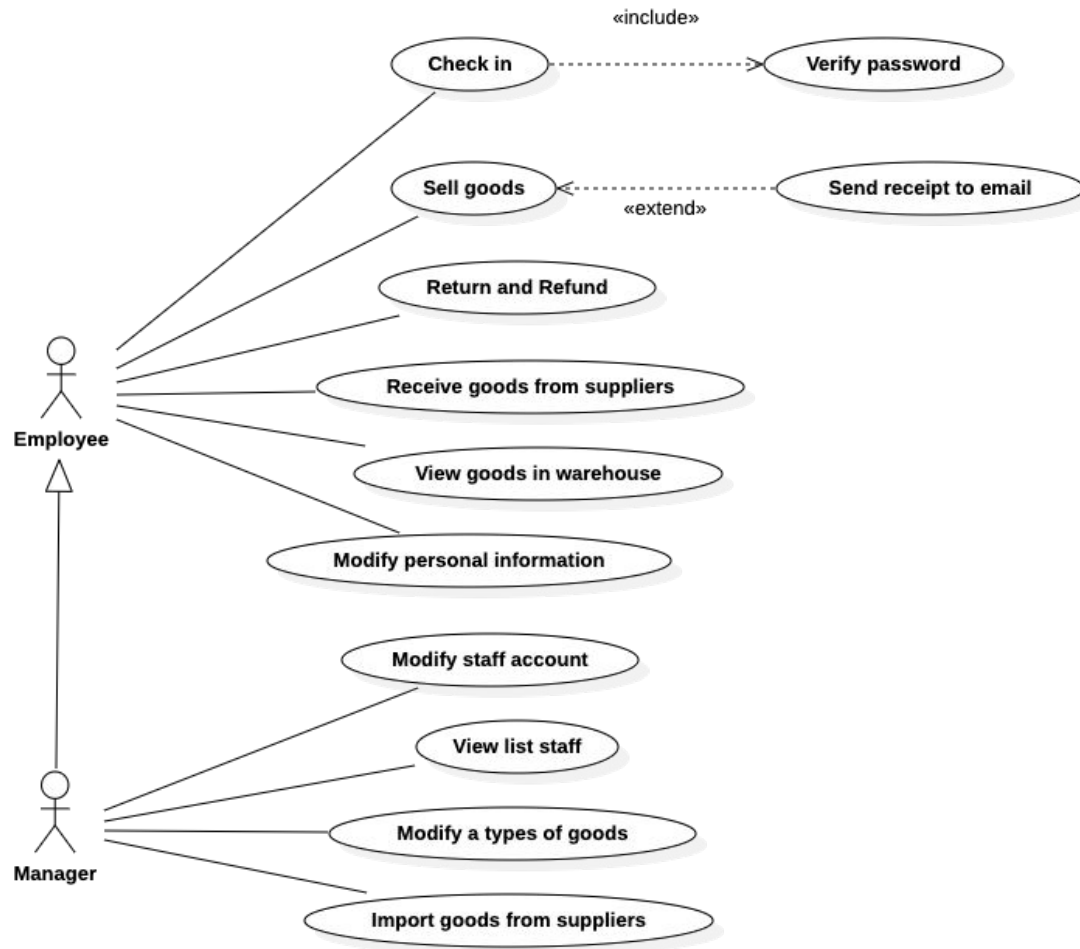 «include»
Check in
Verify password
Sell goods
Send receipt to email
«extend»
Return and Refund
Receive goods from suppliers
Employee
View goods in warehouse
Modify personal information
Modify staff account
View list staff
Modify a types of goods
Manager
Import goods from suppliers